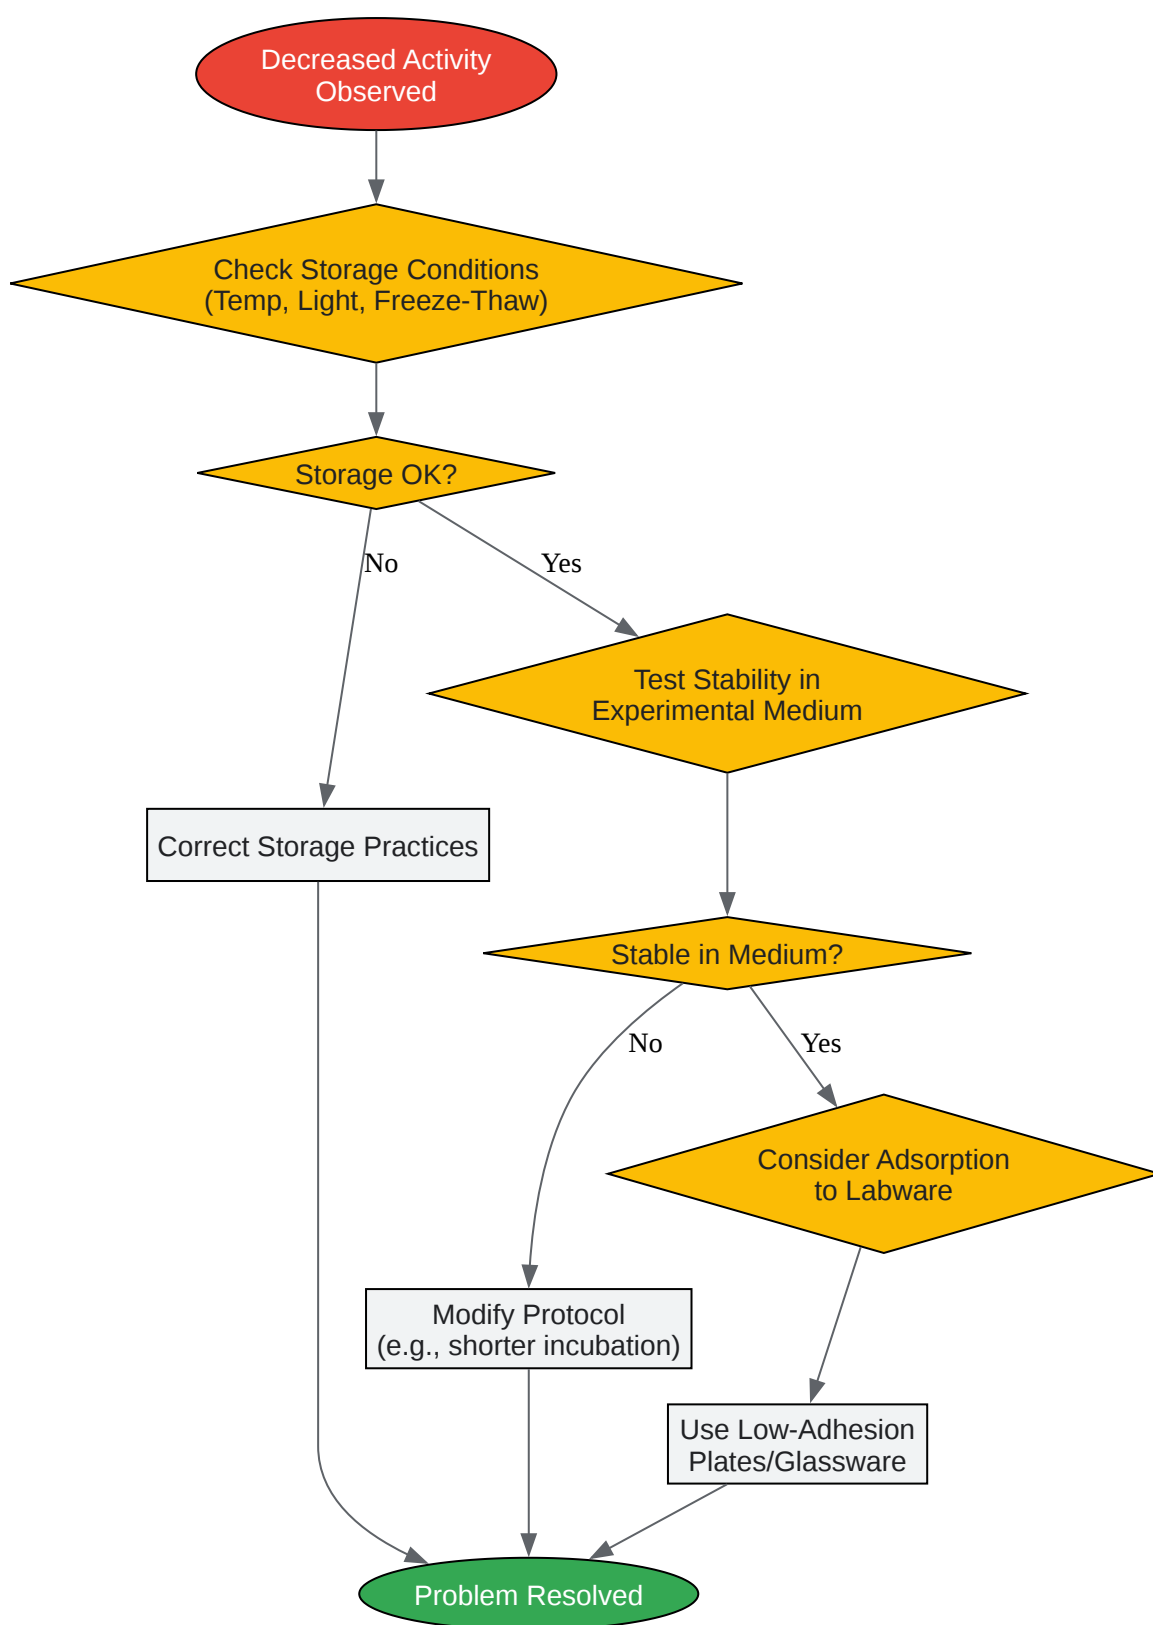 Decreased Activity
Observed
Check Storage Conditions
(Temp, Light, Freeze-Thaw)
Storage OK?
No
Yes
Test Stability in
Experimental Medium
Correct Storage Practices
Stable in Medium?
No
Yes
Consider Adsorption
to Labware
Modify Protocol
(e.g., shorter incubation)
Use Low-Adhesion
Plates/Glassware
Problem Resolved